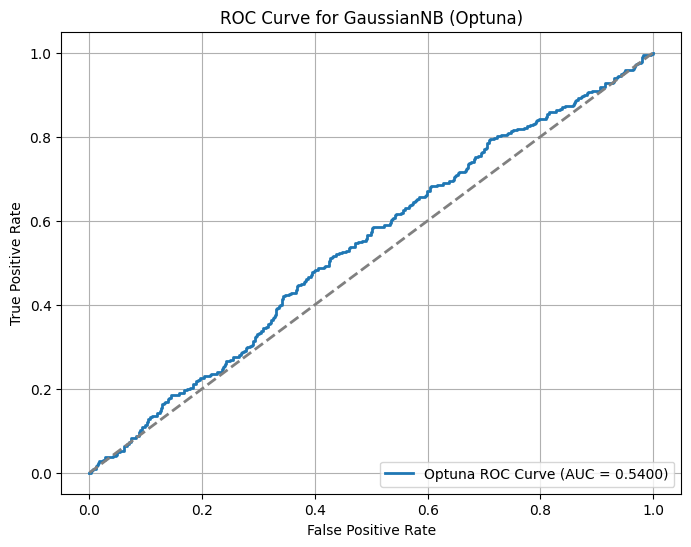 ROC Curve for GaussianNB (Optuna)
True Positive Rate
1.0
0.8
0.6
0.4
0.2
0.0
0.0 0.2 0.4 0.6 0.8 1.0
False Positive Rate
Optuna ROC Curve (AUC = 0.5400)